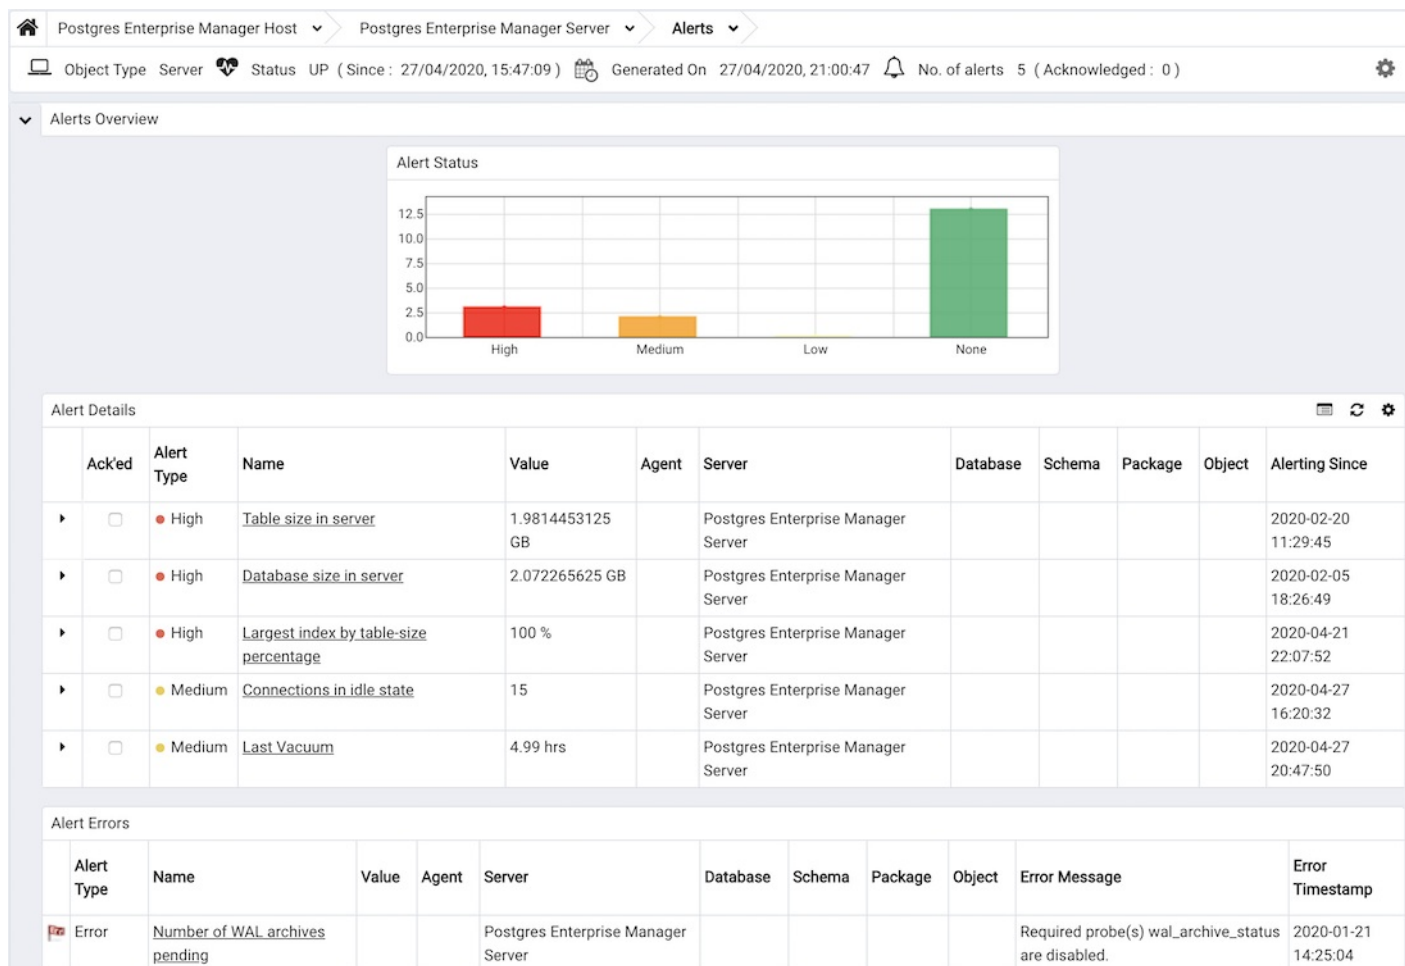 Postgres Enterprise Manager Host Postgres Enterprise Manager Server Alerts
Object Type Server Status UP ( Since : 27/04/2020, 15:47:09 ) Generated On 27/04/2020, 21:00:47 No. of alerts 5 ( Acknowledged : 0 )
Alerts Overview
Alert Status
12.5
10.0
7.5
5.0
2.5
0.0
High Medium Low None
Alert Details
Ack'ed Alert Type Name Value Agent Server Database Schema Package Object Alerting Since
High Table size in server 1.9814453125 Postgres Enterprise Manager 2020-02-20
GB Server 11:29:45
High Database size in server 2.072265625 GB Postgres Enterprise Manager 2020-02-05
Server 18:26:49
High Largest index by table-size 100 % Postgres Enterprise Manager 2020-04-21
percentage Server 22:07:52
Medium Connections in idle state 15 Postgres Enterprise Manager 2020-04-27
Server 16:20:32
Medium Last Vacuum 4.99 hrs Postgres Enterprise Manager 2020-04-27
Server 20:47:50
Alert Errors
Alert Type Name Value Agent Server Database Schema Package Object Error Message Error Timestamp
Error Number of WAL archives Postgres Enterprise Manager Required probe(s) wal_archive_status 2020-01-21
pending Server are disabled. 14:25:04